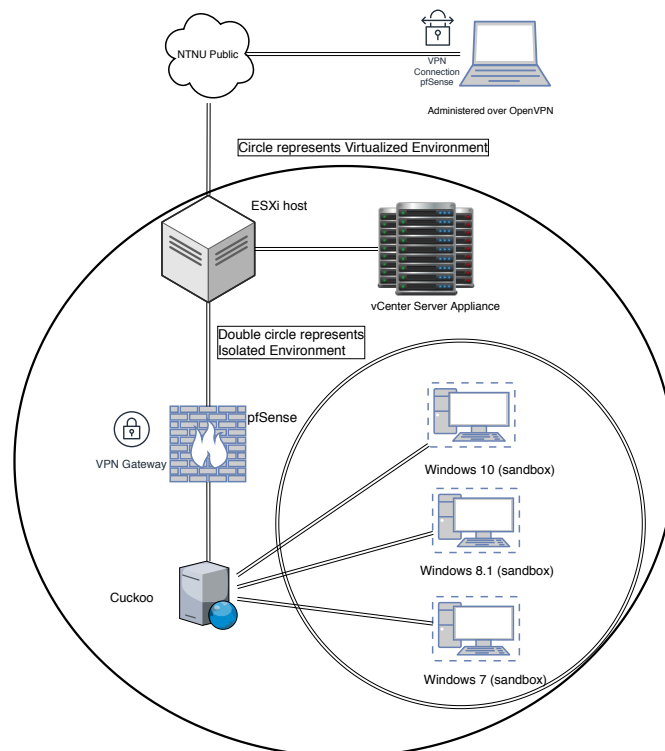 NTNU Public
VPN
Connection
pfSense
Administered over OpenVPN
Circle represents Virtualized Environment
ESXi host
vCenter Server Appliance
Double circle represents
Isolated Environment
pfSense
VPN Gateway
Windows 10 (sandbox)
Windows 8.1 (sandbox)
Cuckoo
Windows 7 (sandbox)